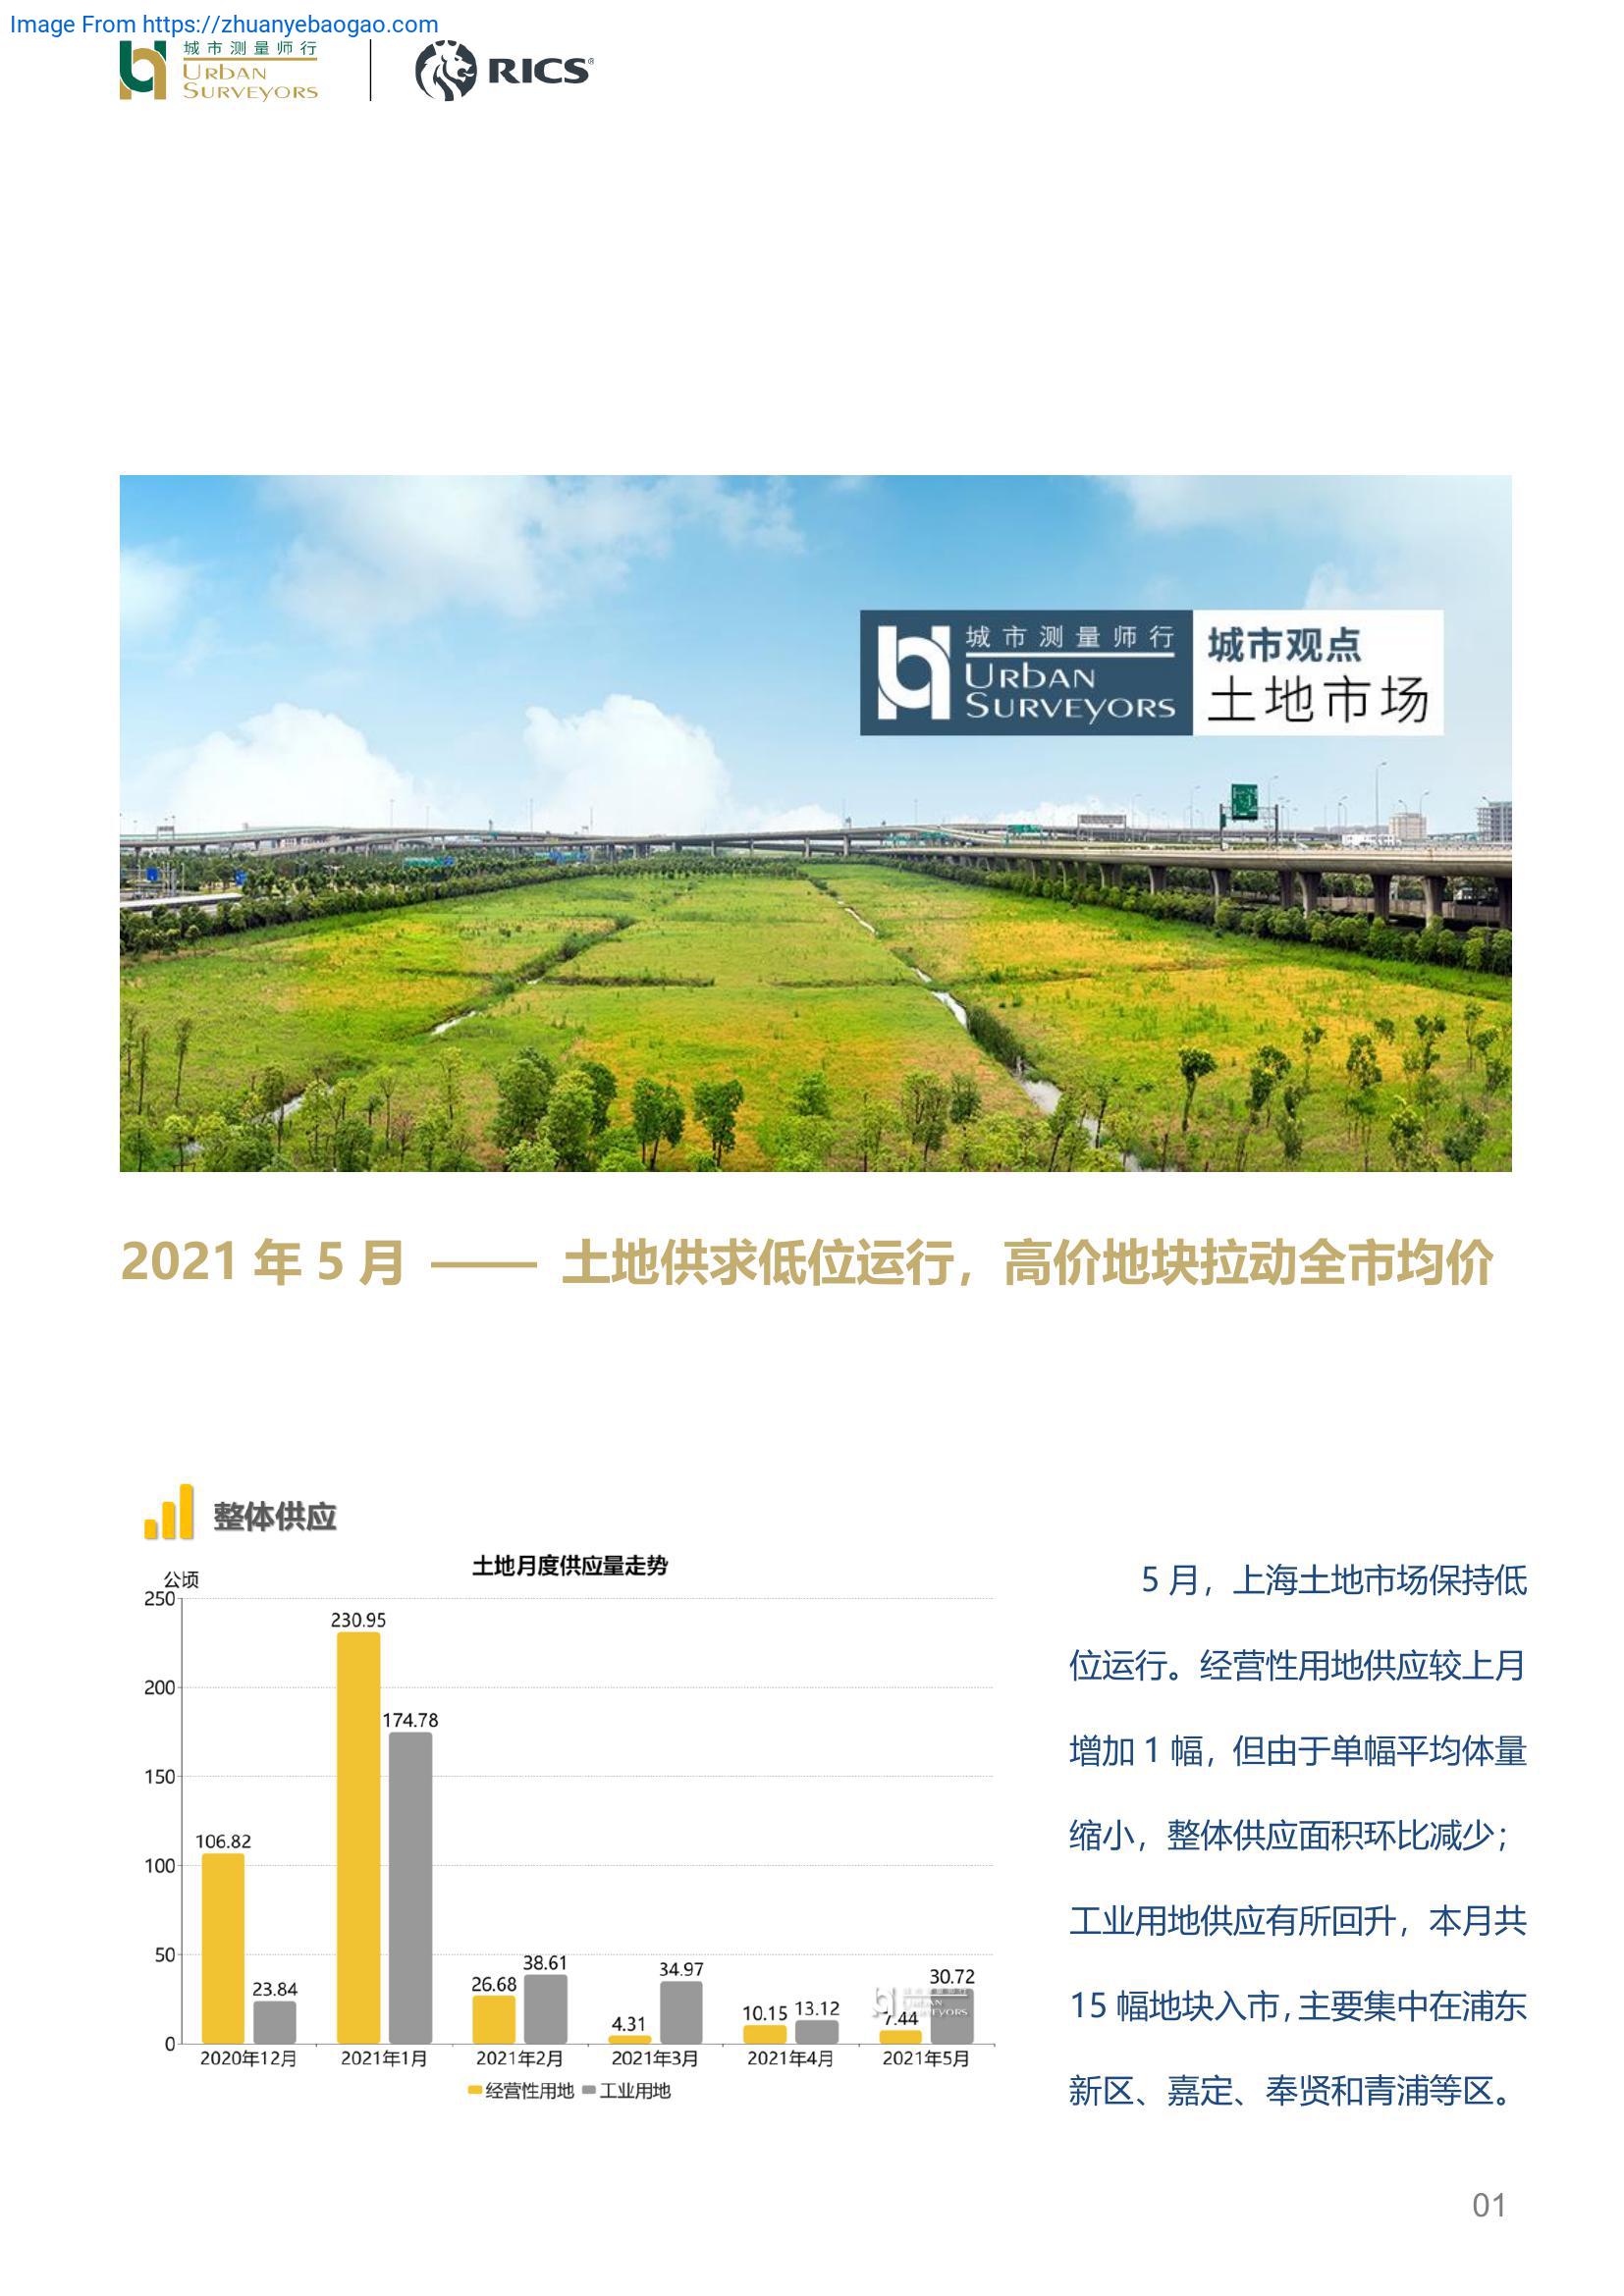 Image From https://zhuanyebaogao.com
城市测量师行
URBAN
SURVEYORS
RICS®
城市测量师行
URBAN
SURVEYORS
城市观点
土地市场
2021 年 5 月 —— 土地供求低位运行，高价地块拉动全市均价
整体供应
土地月度供应量走势
公顷
250
200
150
100
50
0
106.82
23.84
230.95
174.78
26.68
38.61
4.31
34.97
10.15
13.12
7.44
30.72
2020年12月
2021年1月
2021年2月
2021年3月
2021年4月
2021年5月
经营性用地
工业用地
5 月，上海土地市场保持低
位运行。经营性用地供应较上月
增加 1 幅，但由于单幅平均体量
缩小，整体供应面积环比减少；
工业用地供应有所回升，本月共
15 幅地块入市，主要集中在浦东
新区、嘉定、奉贤和青浦等区。
01